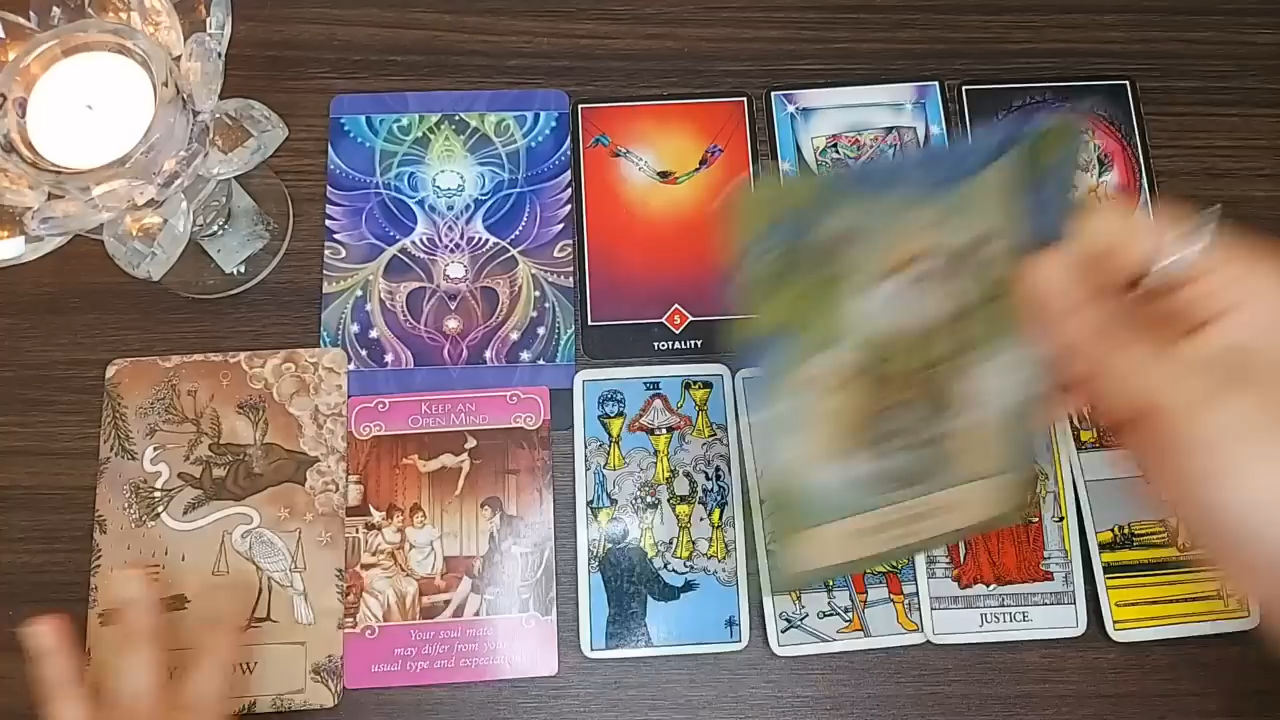 5
TOTALITY
KEEP AN
OPEN MIND
VII
Your soul mate
may differ from your
usual type and expectations
JUSTICE.